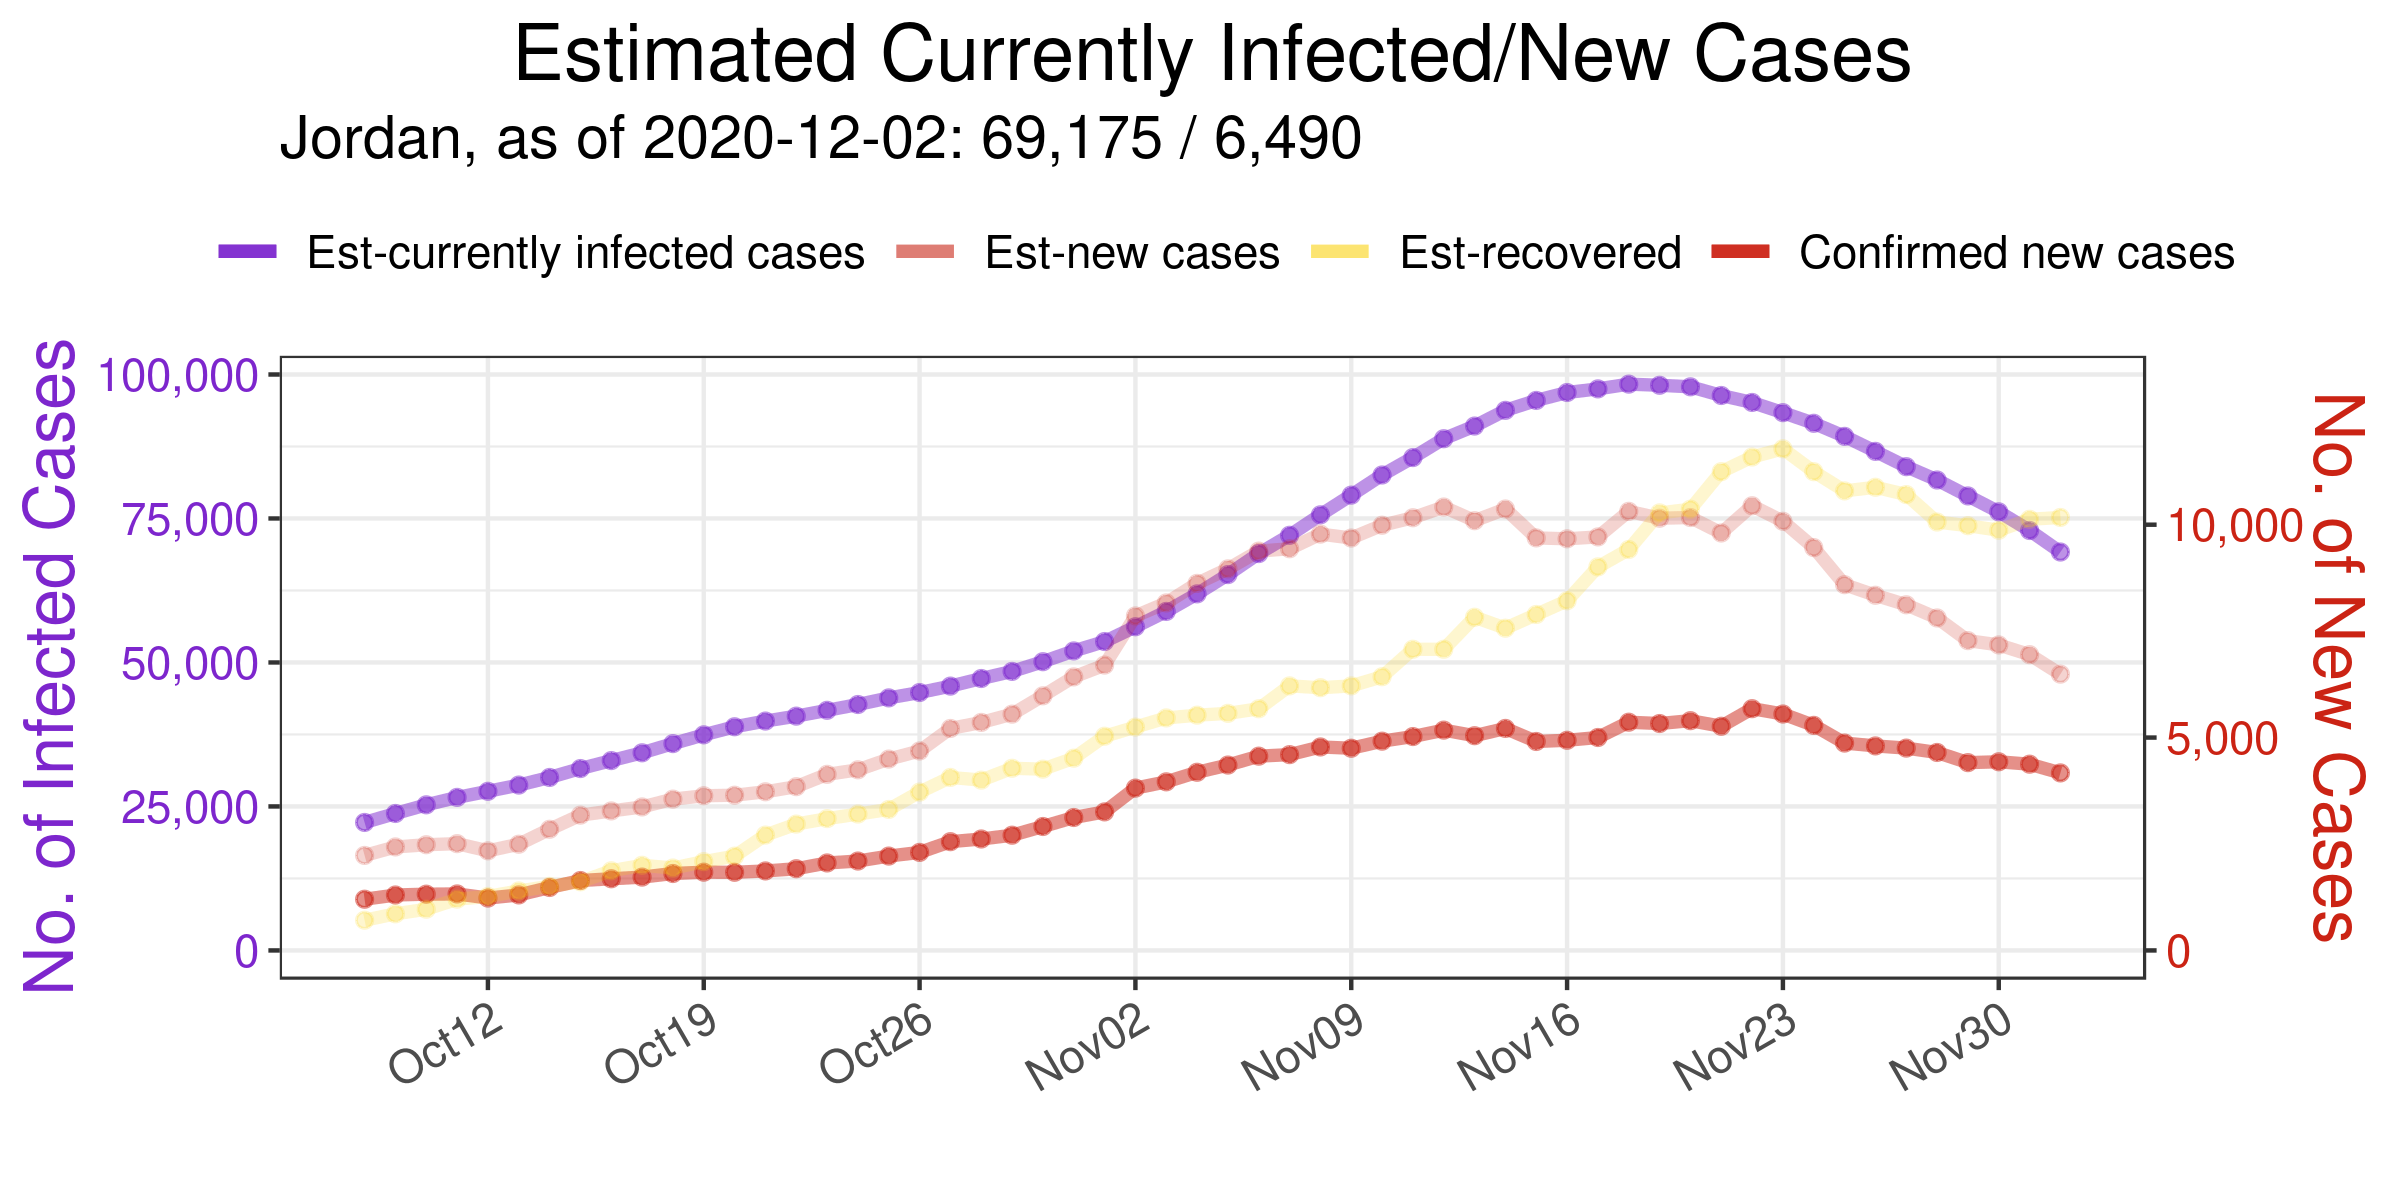 Estimated Currently Infected/New Cases
Jordan, as of 2020-12-02: 69,175 / 6,490
Est-currently infected cases Est-new cases Est-recovered Confirmed new cases
No. of Infected Cases
100,000
75,000
50,000
25,000
0
10,000
5,000
0
No. of New Cases
Oct12 Oct19 Oct26 Nov02 Nov09 Nov16 Nov23 Nov30